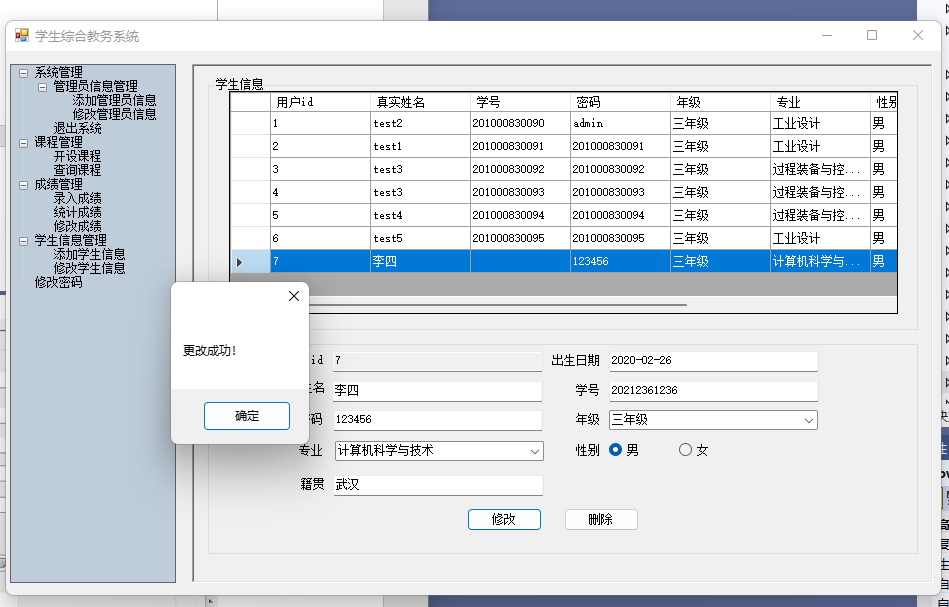 学生综合教务系统
系统管理
管理员信息管理
添加管理员信息
修改管理员信息
退出系统
课程管理
开设课程
查询课程
成绩管理
录入成绩
统计成绩
修改成绩
学生信息管理
添加学生信息
修改学生信息
修改密码
学生信息
用户id 真实姓名 学号 密码 年级 专业 性别
1 test2 201000830090 admin 三年级 工业设计 男
2 test1 201000830091 201000830091 三年级 工业设计 男
3 test3 201000830092 201000830092 三年级 过程装备与控... 男
4 test3 201000830093 201000830093 三年级 过程装备与控... 男
5 test4 201000830094 201000830094 三年级 过程装备与控... 男
6 test5 201000830095 201000830095 三年级 工业设计 男
7 李四 123456 三年级 计算机科学与... 男
更改成功!
确定
id 7 出生日期 2020-02-26
名 李四 学号 20212361236
码 123456 年级 三年级
专业 计算机科学与技术 性别 男 女
籍贯 武汉
修改 删除